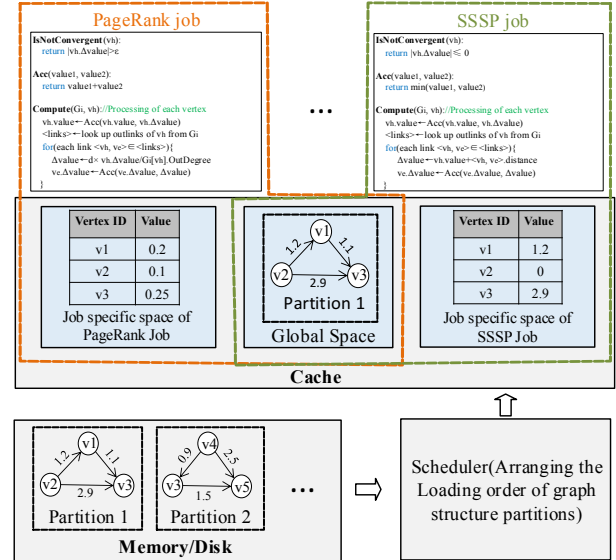 PageRank job
SSSP job
IsNotConvergent(vh):
return |vh.Δvalue|>ε
Acc(value1, value2):
return value1+value2
Compute(Gi, vh)://Processing of each vertex
vh.value←Acc(vh.value, vh.Δvalue)
<links>←look up outlinks of vh from Gi
for(each link <vh, ve>∈<links>){
Δvalue←d× vh.Δvalue/Gi[vh].OutDegree
ve.Δvalue←Acc(ve.Δvalue, Δvalue)
}
...
IsNotConvergent(vh):
return |vh.Δvalue|≤ 0
Acc(value1, value2):
return min(value1, value2)
Compute(Gi, vh)://Processing of each vertex
vh.value←Acc(vh.value, vh.Δvalue)
<links>←look up outlinks of vh from Gi
for(each link <vh, ve>∈<links>){
Δvalue←vh.value+<vh, ve>.distance
ve.Δvalue←Acc(ve.Δvalue, Δvalue)
}
Vertex ID Value
v1 0.2
v2 0.1
v3 0.25
Job specific space of
PageRank Job
v1
1.2 1.1
v2 2.9 v3
Partition 1
Global Space
Vertex ID Value
v1 1.2
v2 0
v3 2.9
Job specific space of
SSSP Job
Cache
v1
1.2 1.1
v2 2.9 v3
Partition 1
v4
0.9 2.5
v3 1.5 v5
Partition 2
...
Memory/Disk
Scheduler(Arranging the
Loading order of graph
structure partitions)